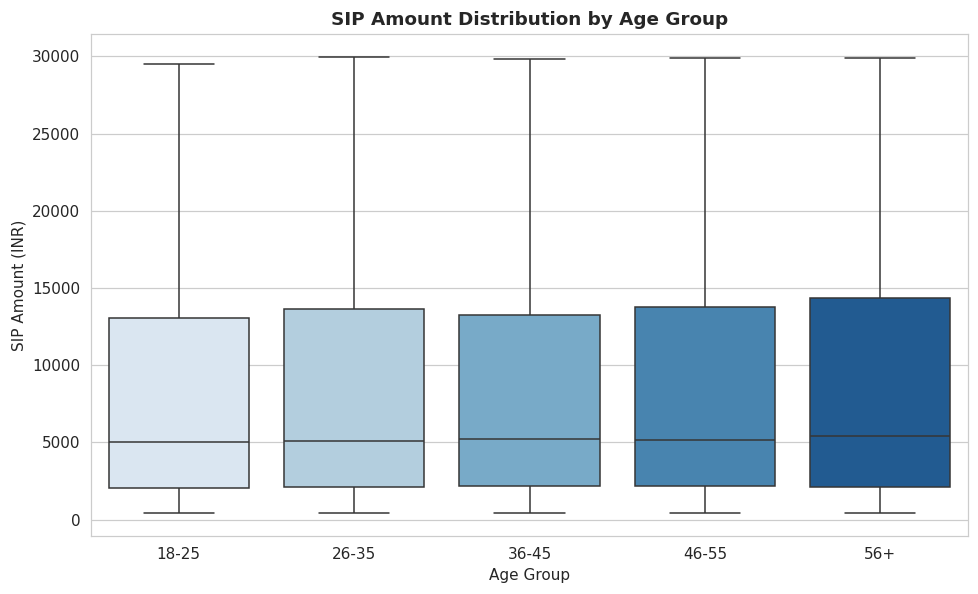 SIP Amount Distribution by Age Group
30000
25000
20000
15000
10000
5000
0
SIP Amount (INR)
18-25 26-35 36-45 46-55 56+
Age Group